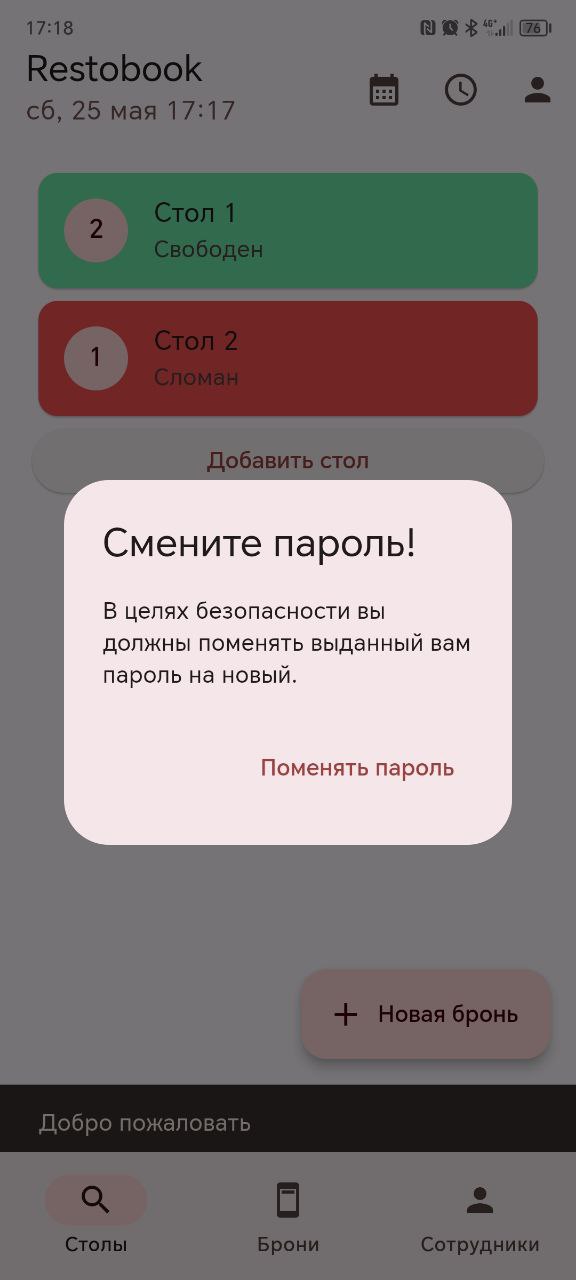 17:18
4G+
76
Restobook
сб, 25 мая 17:17
2
Стол 1
Свободен
1
Стол 2
Сломан
Добавить стол
Смените пароль!
В целях безопасности вы
должны поменять выданный вам
пароль на новый.
Поменять пароль
Новая бронь
Добро пожаловать
Столы
Брони
Сотрудники